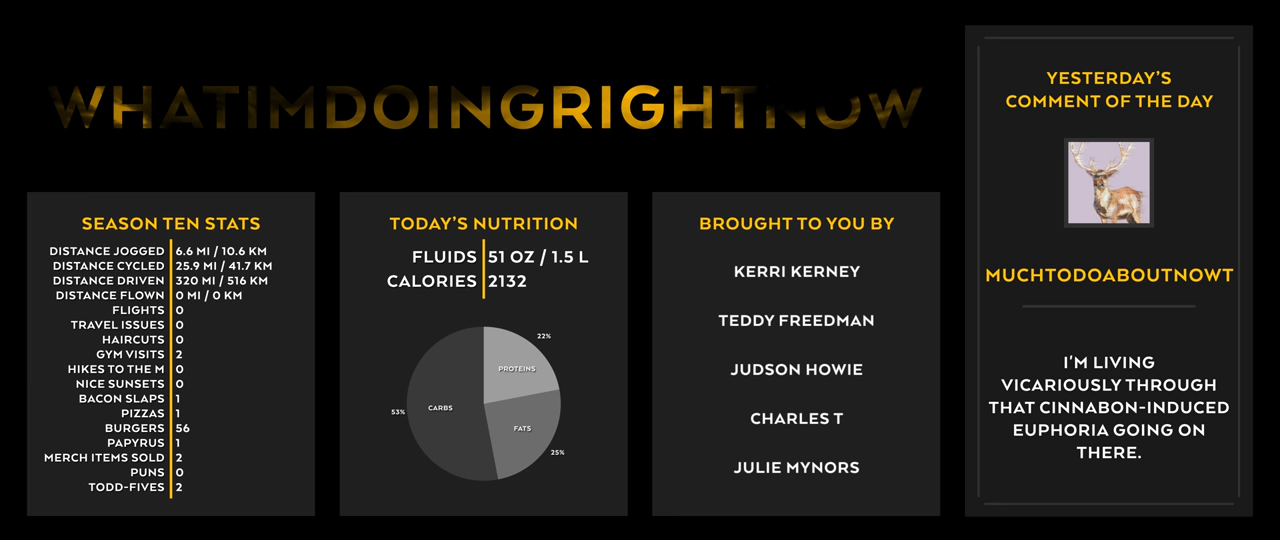 WHATIMDOINGRIGHTNOW
SEASON TEN STATS
DISTANCE JOGGED 6.6 MI / 10.6 KM
DISTANCE CYCLED 25.9 MI / 41.7 KM
DISTANCE DRIVEN 320 MI / 516 KM
DISTANCE FLOWN 0 MI / 0 KM
FLIGHTS 0
TRAVEL ISSUES 0
HAIRCUTS 0
GYM VISITS 2
HIKES TO THE M 0
NICE SUNSETS 0
BACON SLAPS 1
PIZZAS 1
BURGERS 56
PAPYRUS 1
MERCH ITEMS SOLD 2
PUNS 0
TODD-FIVES 2
TODAY'S NUTRITION
FLUIDS 51 OZ / 1.5 L
CALORIES 2132
22%
PROTEINS
53%
CARBS
FATS
25%
BROUGHT TO YOU BY
KERRI KERNEY
TEDDY FREEDMAN
JUDSON HOWIE
CHARLES T
JULIE MYNORS
YESTERDAY'S
COMMENT OF THE DAY
MUCHTODOABOUTNOWT
I'M LIVING
VICARIOUSLY THROUGH
THAT CINNABON-INDUCED
EUPHORIA GOING ON
THERE.